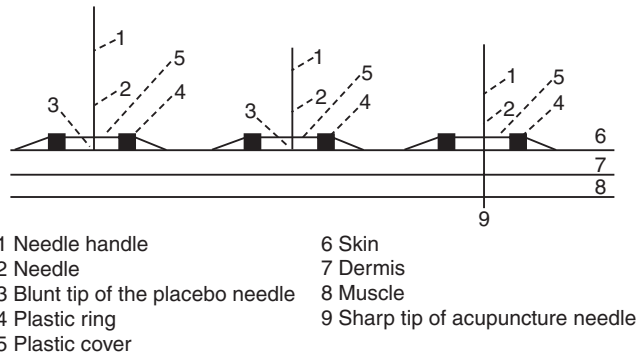 1 1 5
5 5
2 4 2 4 1 4
3 3 2 6
7
8
9
1 Needle handle
2 Needle
3 Blunt tip of the placebo needle
4 Plastic ring
5 Plastic cover
6 Skin
7 Dermis
8 Muscle
9 Sharp tip of acupuncture needle